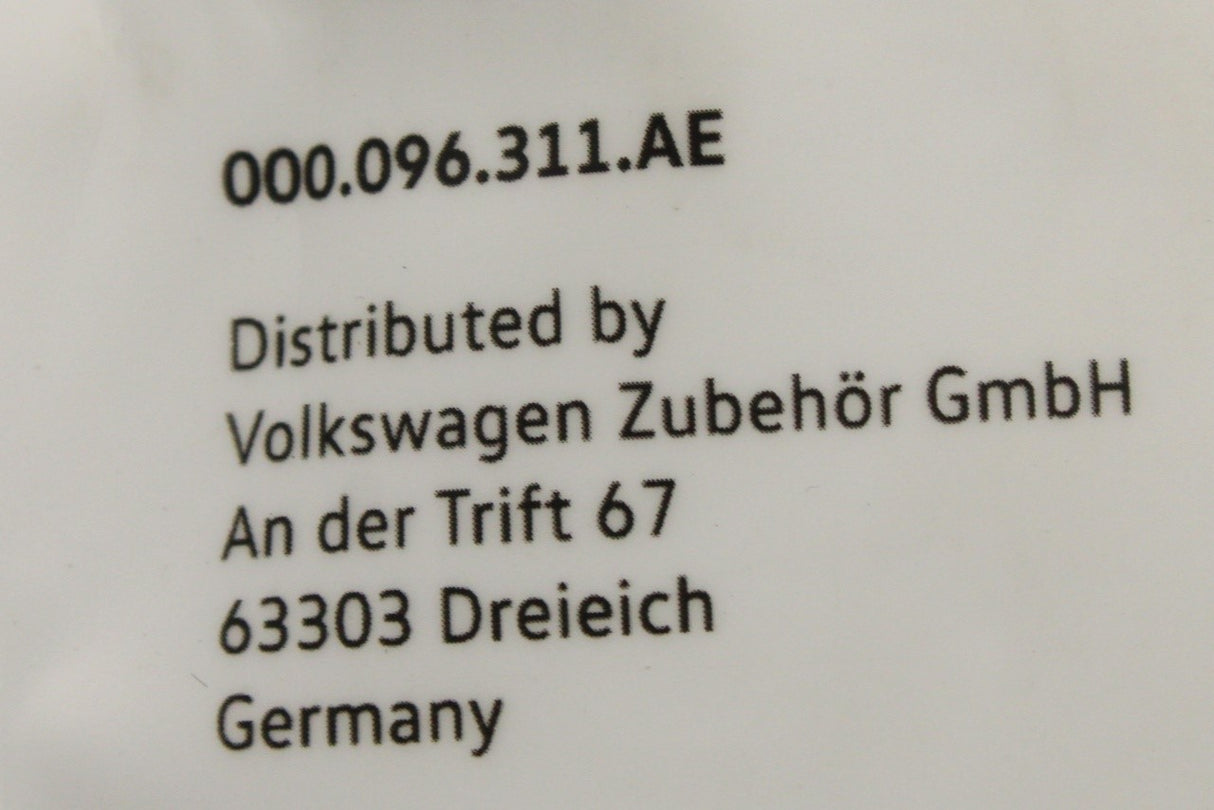 000.096.311.AE
Distributed by
Volkswagen Zubehör GmbH
An der Trift 67
63303 Dreieich
Germany